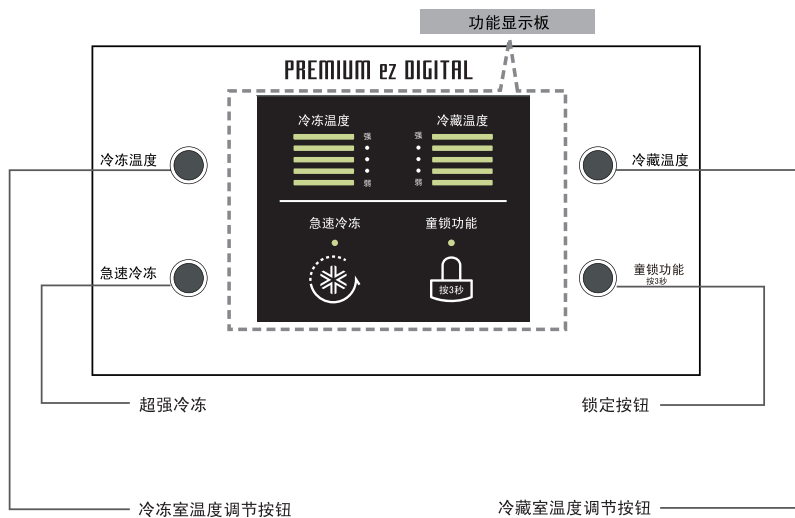 功能显示板
PREMIUM ez DIGITAL
冷冻温度 冷藏温度
强 强
冷冻温度 冷藏温度
弱 弱
急速冷冻 童锁功能
急速冷冻 童锁功能
按3秒
按3秒
超强冷冻 锁定按钮
冷冻室温度调节按钮 冷藏室温度调节按钮